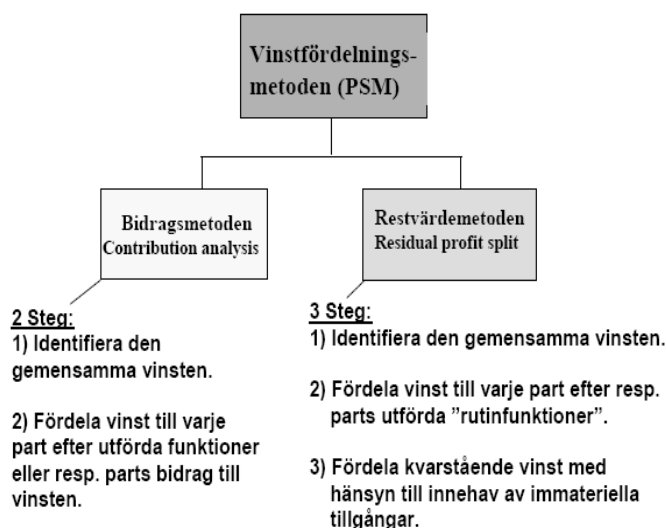 Vinstfördelnings-
metoden (PSM)
Bidragsmetoden
Contribution analysis
Restvärdemetoden
Residual profit split
2 Steg:
1) Identifiera den
gemensamma vinsten.
2) Fördela vinst till varje
part efter utförda funktioner
eller resp. parts bidrag till
vinsten.
3 Steg:
1) Identifiera den gemensamma vinsten.
2) Fördela vinst till varje part efter resp.
parts utförda ”rutinfunktioner”.
3) Fördela kvarstående vinst med
hänsyn till innehav av immateriella
tillgångar.